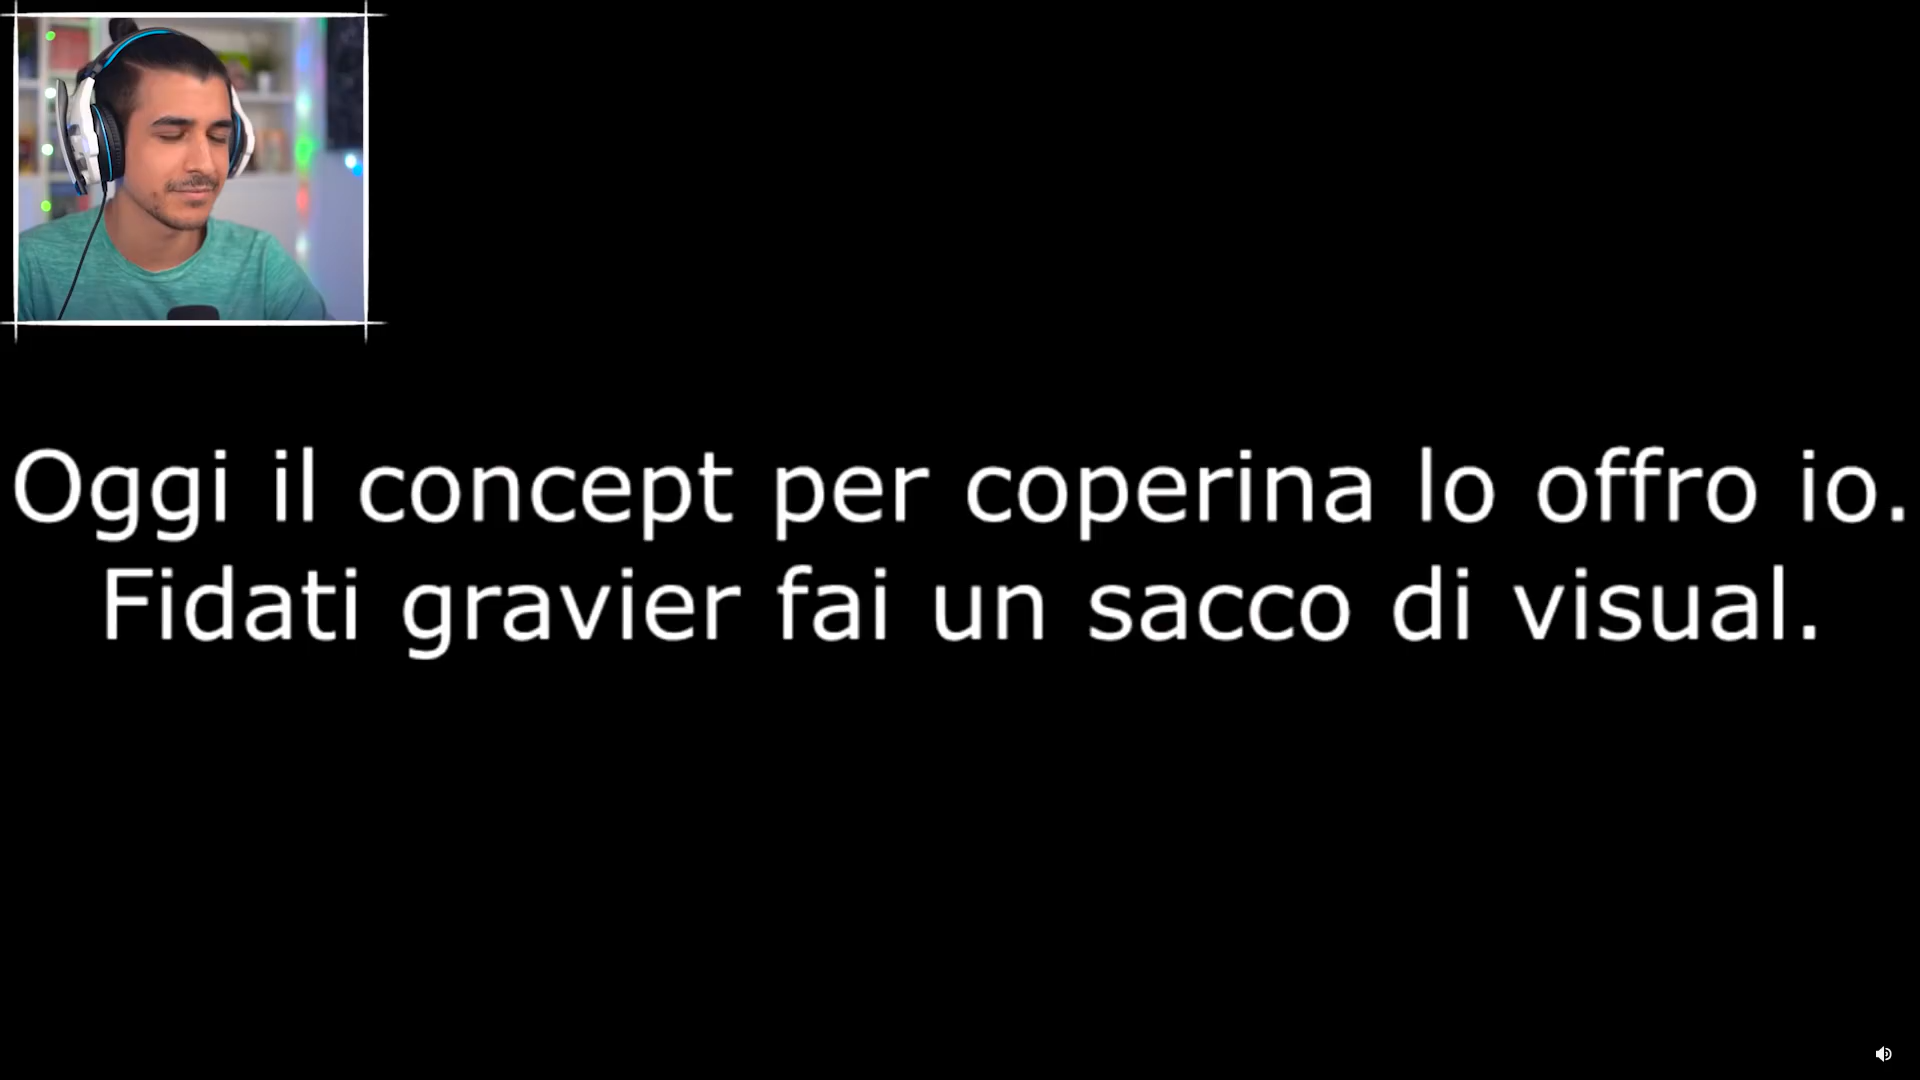 Oggi il concept per coperina lo offro io.
Fidati gravier fai un sacco di visual.